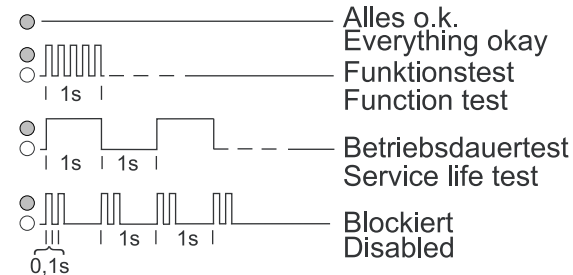 Alles o.k.
Everything okay
Funktionstest
Function test
1s
Betriebsdauertest
Service life test
1s 1s
Blockiert
Disabled
1s 1s
0,1s